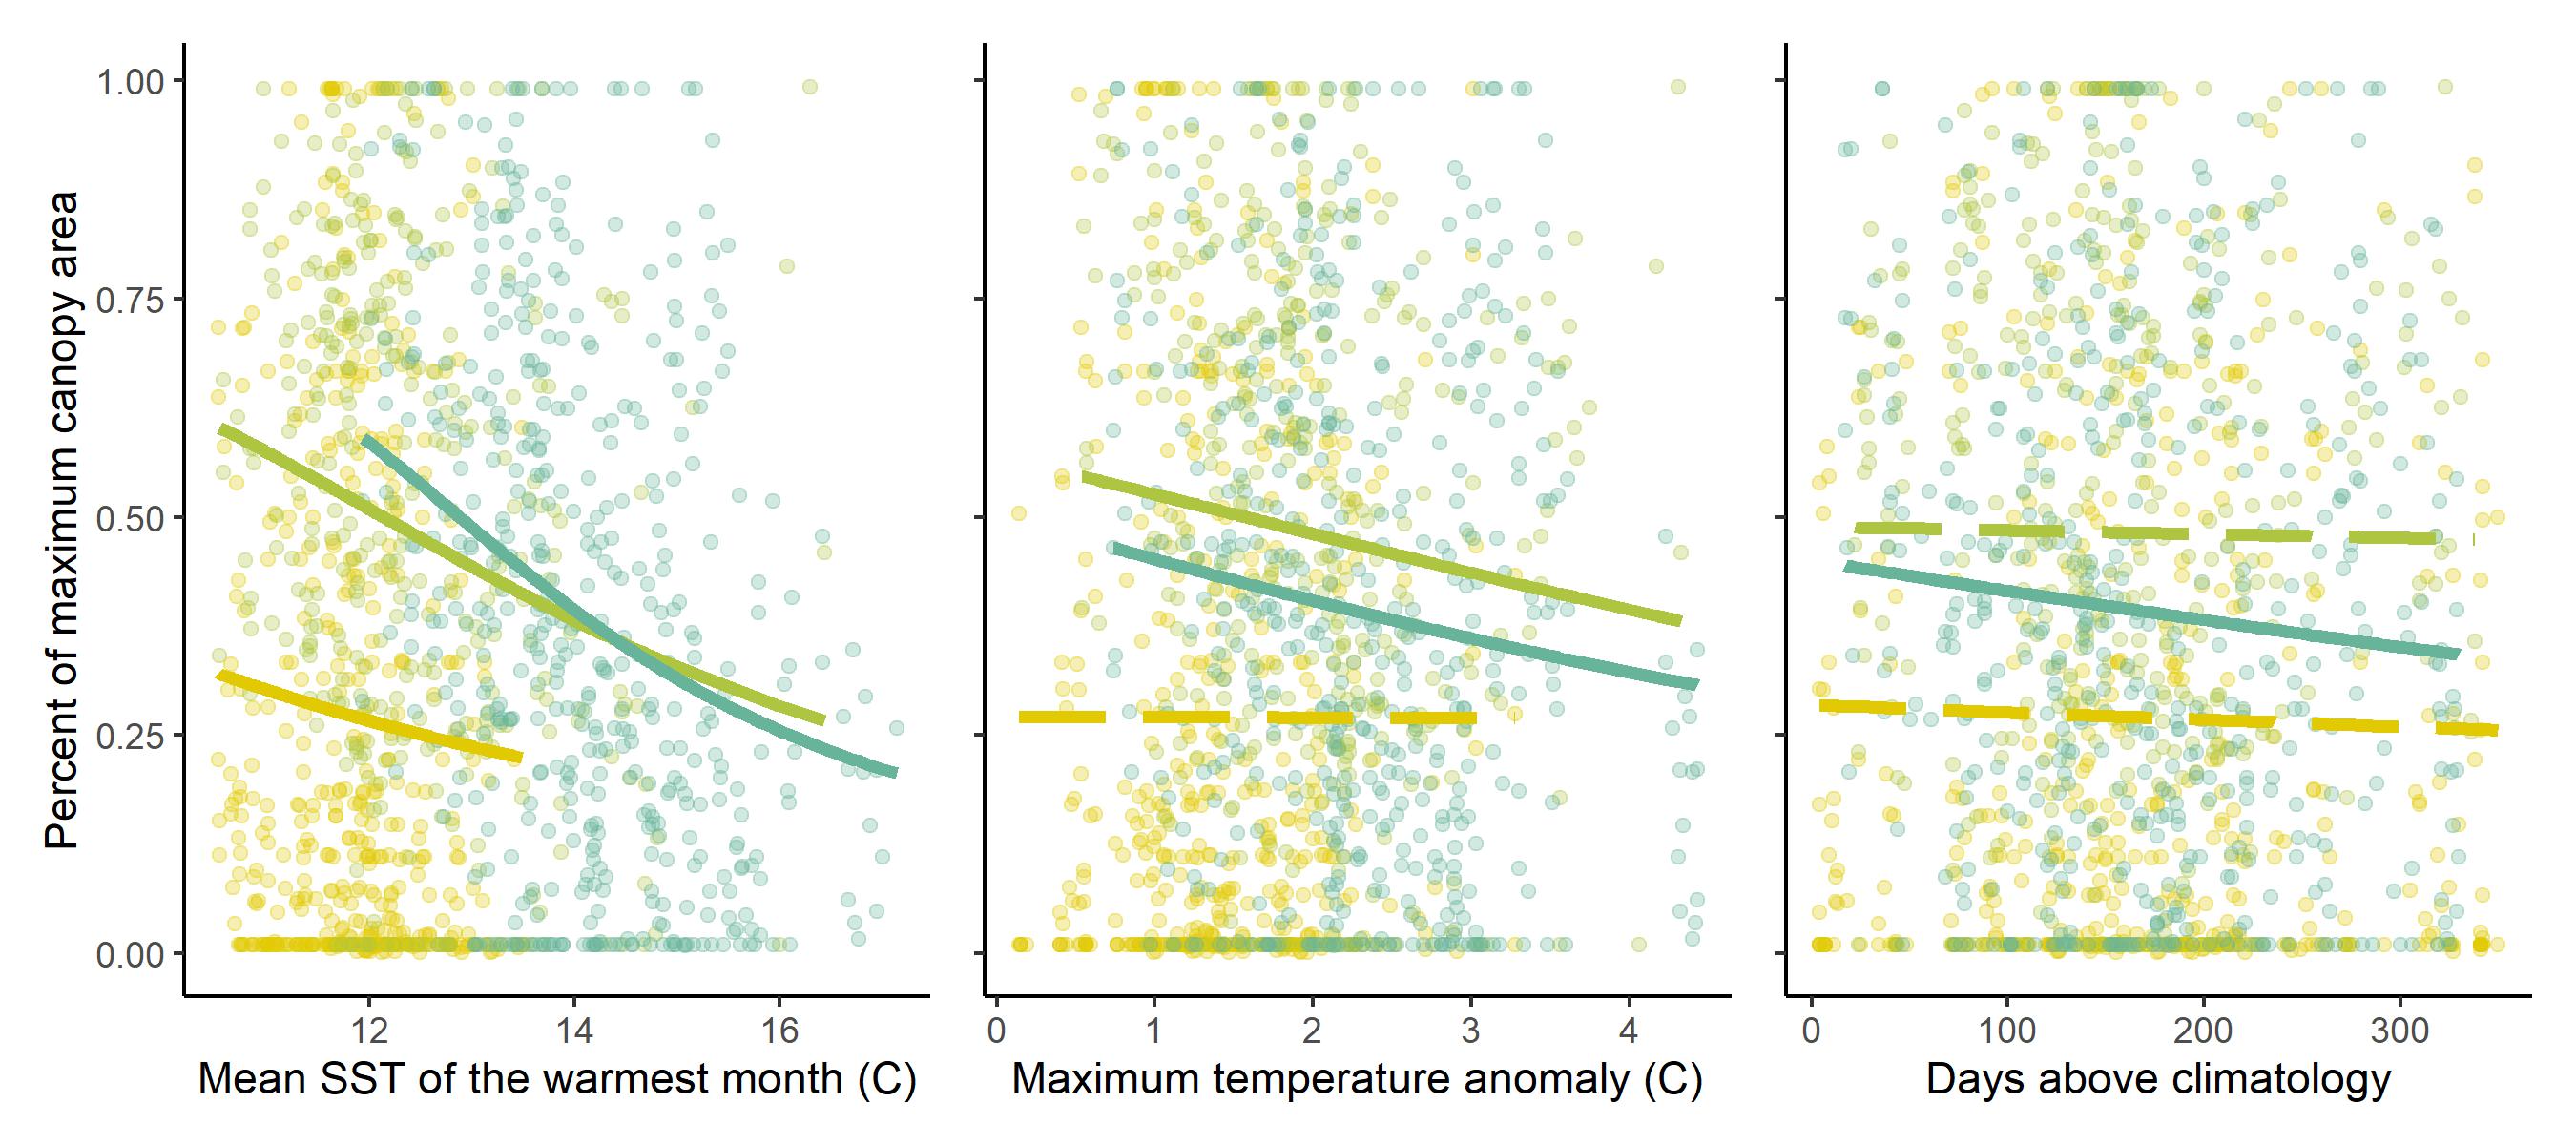 Percent of maximum canopy area
1.00
0.75
0.50
0.25
0.00
12 14 16
Mean SST of the warmest month (C)
0 1 2 3 4
Maximum temperature anomaly (C)
0 100 200 300
Days above climatology